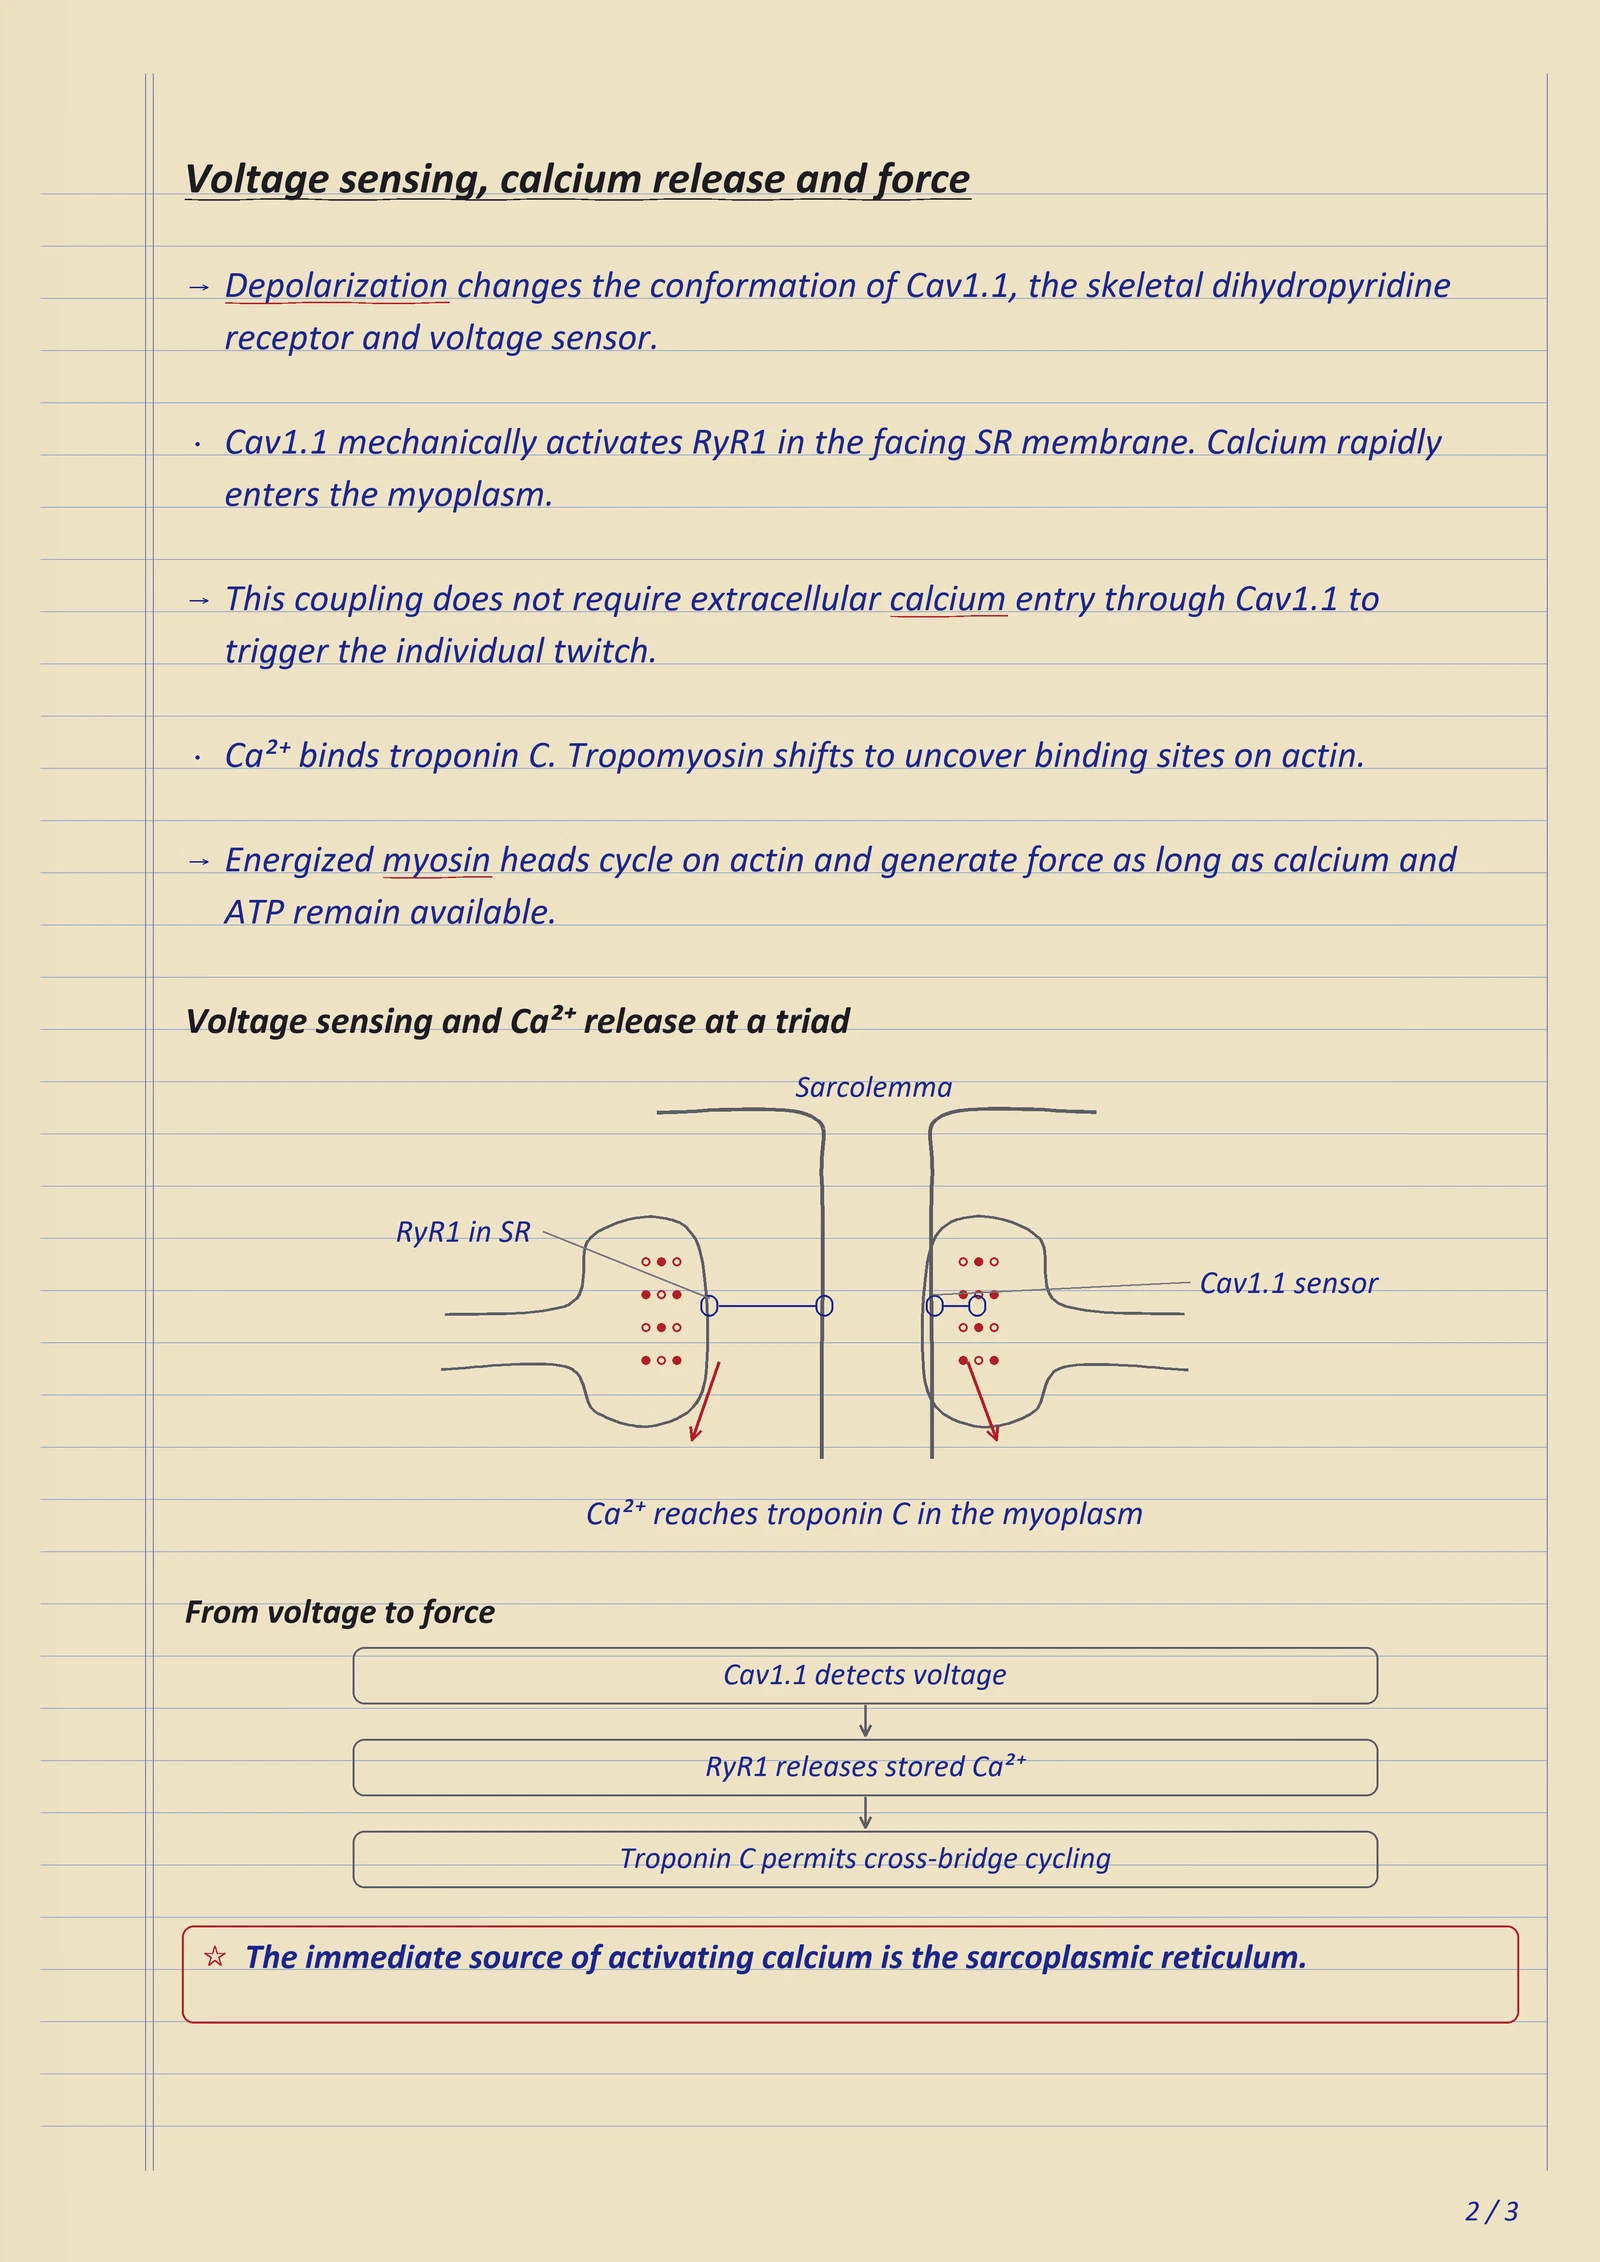 Voltage sensing, calcium release and force
→ Depolarization changes the conformation of Cav1.1, the skeletal dihydropyridine
receptor and voltage sensor.
· Cav1.1 mechanically activates RyR1 in the facing SR membrane. Calcium rapidly
enters the myoplasm.
→ This coupling does not require extracellular calcium entry through Cav1.1 to
trigger the individual twitch.
· Ca²⁺ binds troponin C. Tropomyosin shifts to uncover binding sites on actin.
→ Energized myosin heads cycle on actin and generate force as long as calcium and
ATP remain available.
Voltage sensing and Ca²⁺ release at a triad
Sarcolemma
RyR1 in SR
Cav1.1 sensor
Ca²⁺ reaches troponin C in the myoplasm
From voltage to force
Cav1.1 detects voltage
RyR1 releases stored Ca²⁺
Troponin C permits cross-bridge cycling
☆ The immediate source of activating calcium is the sarcoplasmic reticulum.
2 / 3